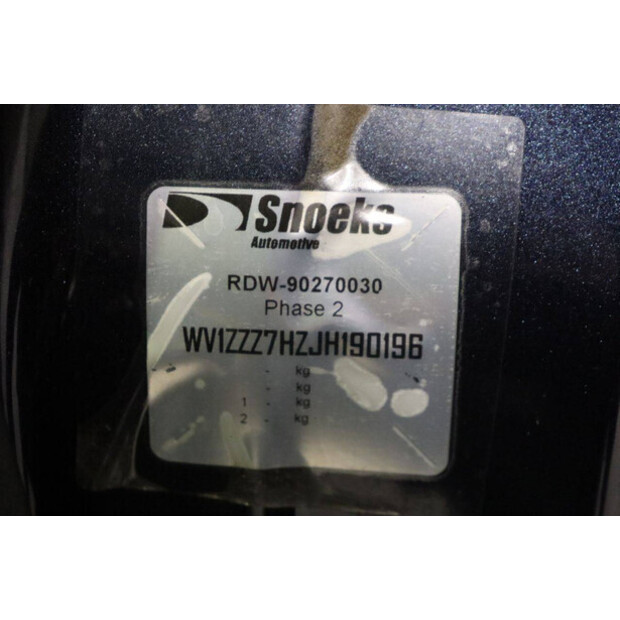 Snoeks
Automotive
RDW-90270030
Phase 2
WV1ZZZ7HZJH190196
- kg
- kg
1 - kg
2 - kg